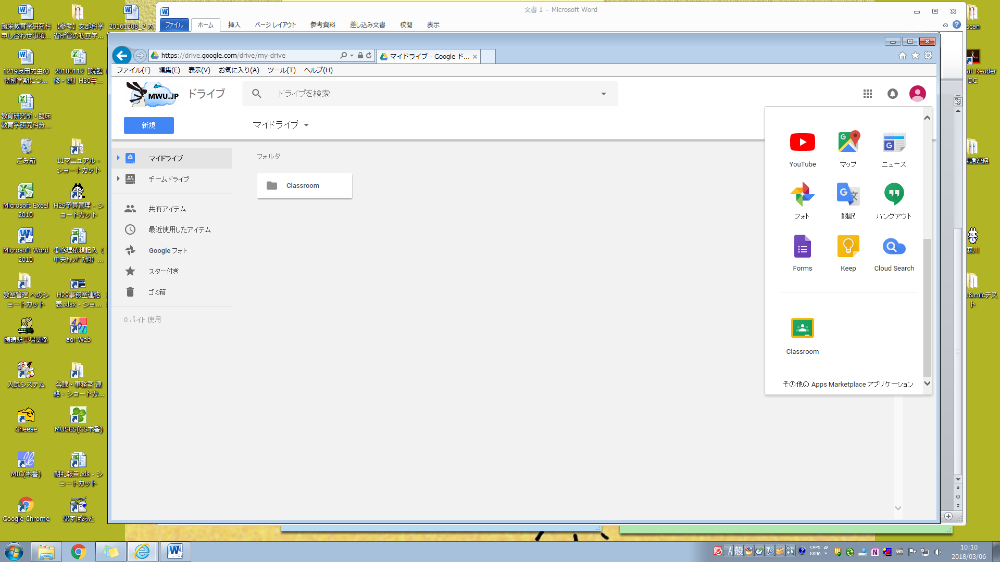 文書 1 - Microsoft Word
ファイル ホーム 挿入 ページ レイアウト 参考資料 差し込み文書 校閲 表示
https://drive.google.com/drive/my-drive
マイドライブ - Google ド...
ファイル(F) 編集(E) 表示(V) お気に入り(A) ツール(T) ヘルプ(H)
MWU.JP ドライブ
ドライブを検索
新規
マイドライブ
マイドライブ
チームドライブ
共有アイテム
最近使用したアイテム
Google フォト
スター付き
ゴミ箱
0 バイト 使用
フォルダ
Classroom
YouTube マップ ニュース
フォト 翻訳 ハングアウト
Forms Keep Cloud Search
Classroom
その他の Apps Marketplace アプリケーション
臨床教育学研究科
申し合わせ事項...
【参考】文部科学
省所管の私立学...
20161208_2 大
1219友田先生の
特別学期につ...
20180112［院臨
修・博］H30年...
教育研究所・臨床
教育学研究科分...
ごみ箱
11マニュアル -
ショートカット
Microsoft Excel
2010
H29予算管理 - シ
ョートカット
Microsoft Word
2010
①修理依頼記入（
中央ｷｬﾝﾊﾟｽ他）...
教室管理 へのシ
ョートカット
H29事務室連絡
表.xlsx - ショ...
臨時駐車場関係
aoi-Web
入試システム
各課・事務室 連
絡 - ショートカ...
Cheese
MUSES(CS本番)
MIC(本番)
朝礼報告.xls - シ
ョートカット
Google Chrome
駅すぱあと
scan
at Reader
DC
課諸連絡
森川
s&micテス
ト
A 般
CAPS
KANA
10:10
2018/03/06